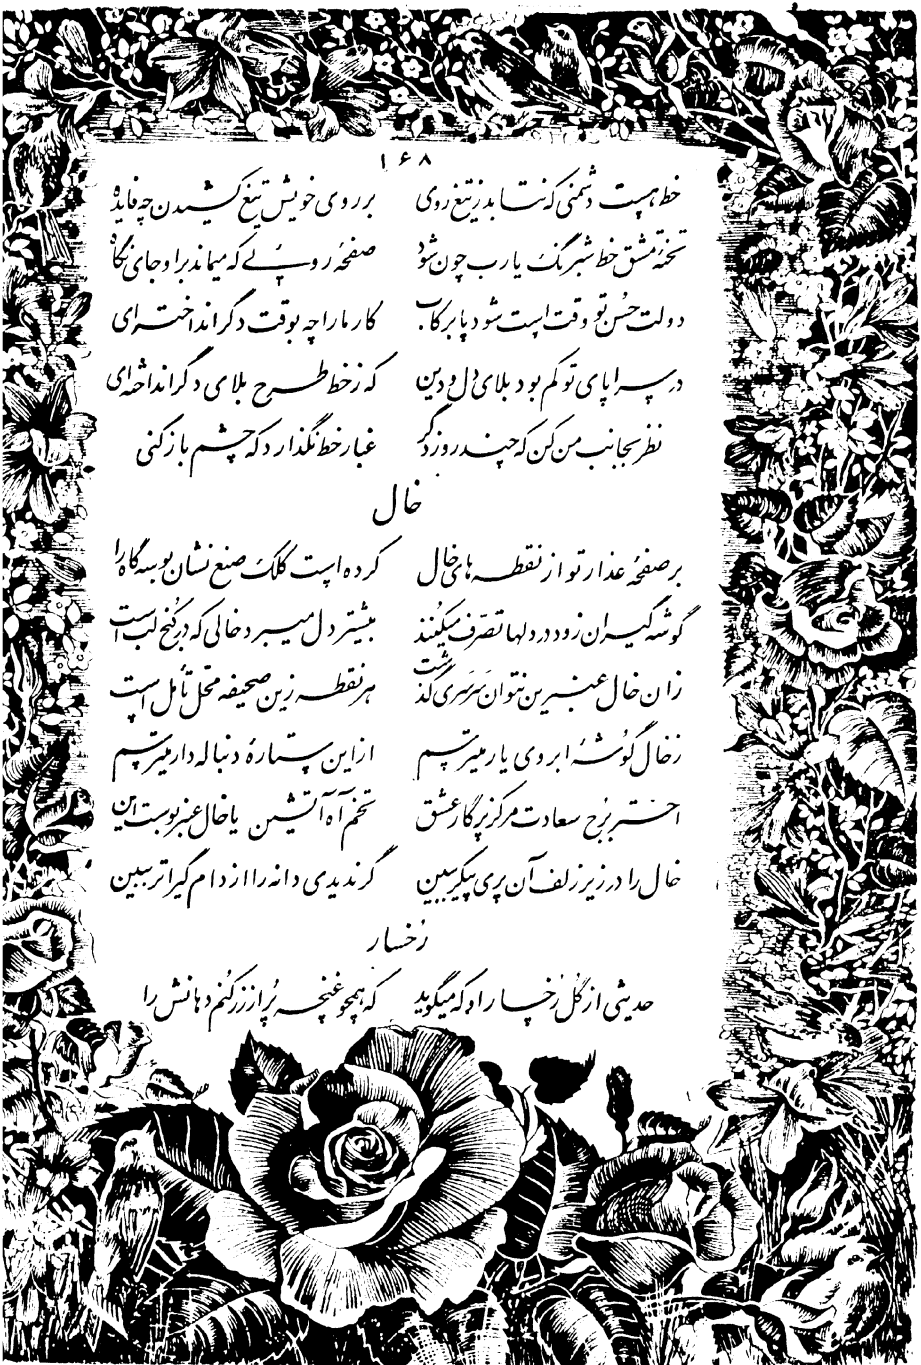 ۱۶۸
خط هست دشمنی که نتابد ز تیغ روی    بر روی خویش تیغ کشیدن چه فایده
تختهٔ مشق خط شبرنگ یارب چون شود    صفحهٔ روئی که میماند بر او جای نگاه
دولت حسن تو وقت است شود پا برکاب    کار ما را چه بوقت دگر انداخته‌ای
در سراپای تو کم بود بلای دل و دین    که ز خط طرح بلای دگر انداخته‌ای
نظر بجانب من کن که چند روز دگر    غبار خط نگذارد که چشم باز کنی
خال
بر صفحهٔ عذار تو از نقطه‌های خال    کرده است کلک صنع نشان بوسه گاه را
گوشه گیران زود در دلها تصرف میکنند    بیشتر دل میبرد خالی که در کنج لب است
زان خال عنبرین نتوان سرسری گذشت    هر نقطه زین صحیفه محل تأمل است
ز خال گوشهٔ ابروی یار میترسم    از این ستارهٔ دنباله دار میترسم
اختر برج سعادت مرکز پرگار عشق    تخم آه آتشین یا خال عنبر بوست این
خال را در زیر زلف آن پری پیکر ببین    گر ندیدی دانه را از دام گیراتر ببین
رخسار
حدیثی از گل رخسار او که میگوید    که همچو غنچه پر از زر کنم دهانش را